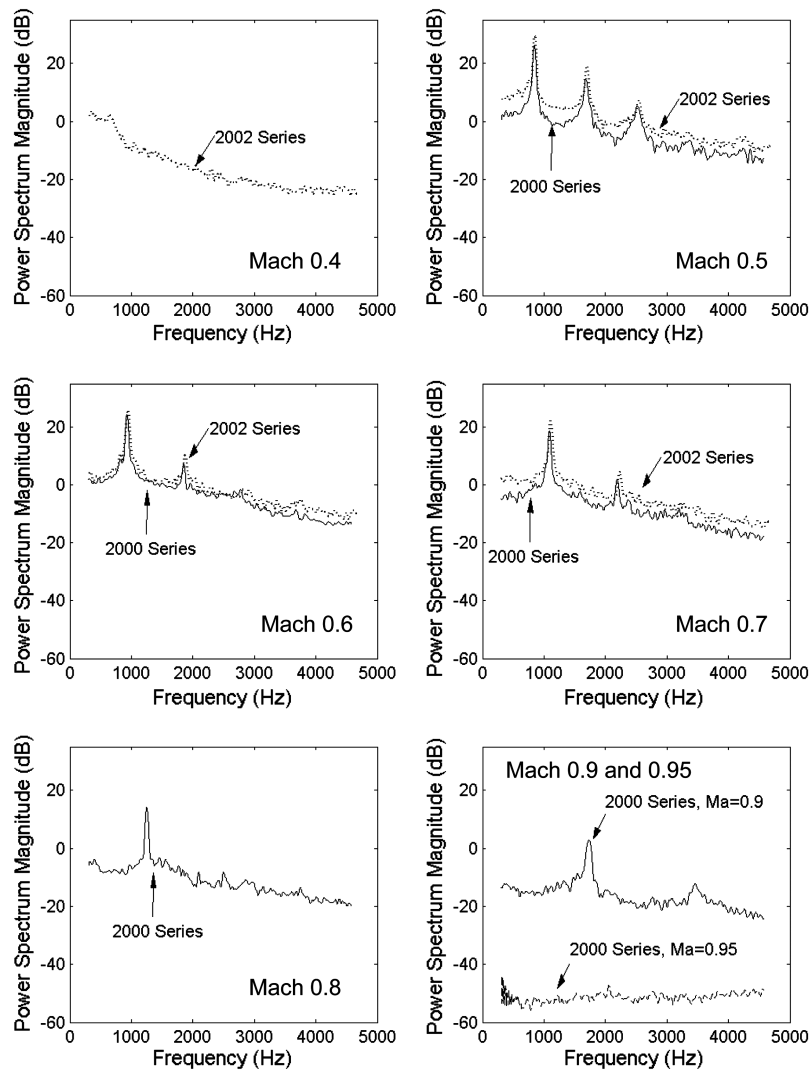 Power Spectrum Magnitude (dB)
20
0
-20
-40
-60
2002 Series
Mach 0.4
0 1000 2000 3000 4000 5000
Frequency (Hz)
Power Spectrum Magnitude (dB)
20
0
-20
-40
-60
2002 Series
2000 Series
Mach 0.5
0 1000 2000 3000 4000 5000
Frequency (Hz)
Power Spectrum Magnitude (dB)
20
0
-20
-40
-60
2002 Series
2000 Series
Mach 0.6
0 1000 2000 3000 4000 5000
Frequency (Hz)
Power Spectrum Magnitude (dB)
20
0
-20
-40
-60
2002 Series
2000 Series
Mach 0.7
0 1000 2000 3000 4000 5000
Frequency (Hz)
Power Spectrum Magnitude (dB)
20
0
-20
-40
-60
2000 Series
Mach 0.8
0 1000 2000 3000 4000 5000
Frequency (Hz)
Power Spectrum Magnitude (dB)
20
0
-20
-40
-60
Mach 0.9 and 0.95
2000 Series, Ma=0.9
2000 Series, Ma=0.95
0 1000 2000 3000 4000 5000
Frequency (Hz)